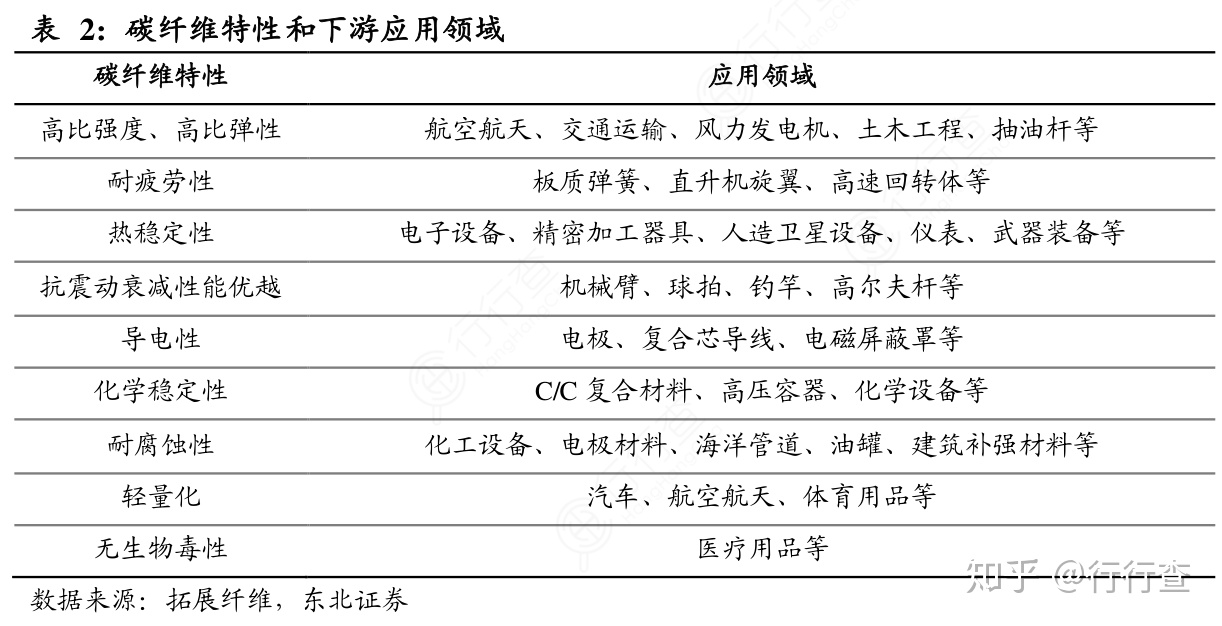 表 2：碳纤维特性和下游应用领域
碳纤维特性 应用领域
高比强度、高比弹性 航空航天、交通运输、风力发电机、土木工程、抽油杆等
耐疲劳性 板质弹簧、直升机旋翼、高速回转体等
热稳定性 电子设备、精密加工器具、人造卫星设备、仪表、武器装备等
抗震动衰减性能优越 机械臂、球拍、钓竿、高尔夫杆等
导电性 电极、复合芯导线、电磁屏蔽罩等
化学稳定性 C/C 复合材料、高压容器、化学设备等
耐腐蚀性 化工设备、电极材料、海洋管道、油罐、建筑补强材料等
轻量化 汽车、航空航天、体育用品等
无生物毒性 医疗用品等
数据来源：拓展纤维，东北证券
知乎 @行行查
行行查